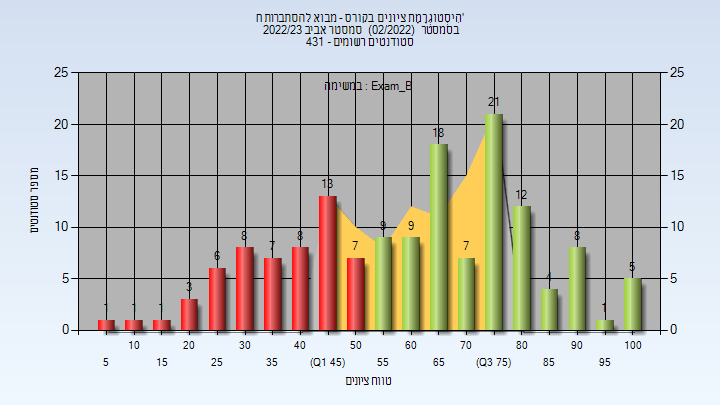 היסטוגרמת ציונים בקורס - מבוא להסתברות ח'
בסמסטר (02/2022) סמסטר אביב 2022/23
סטודנטים רשומים - 431
במשימה : Exam_B
25 25
20 20
15 15
10 10
5 5
0 0
מספר סטודנטים
1 1 1 3 6 8 7 8 13 7 9 9 18 7 21 12 4 8 1 5
10 20 30 40 50 60 70 80 90 100
5 15 25 35 (Q1 45) 55 65 (Q3 75) 85 95
טווח ציונים